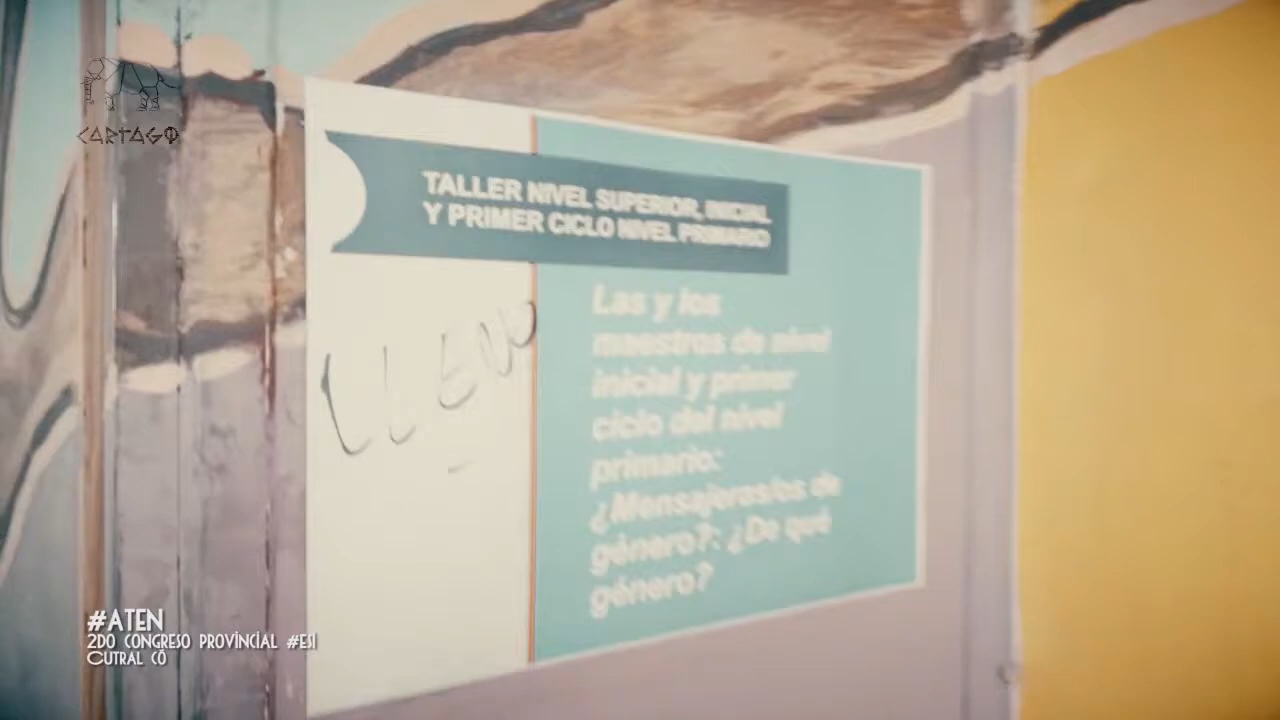 CARTAGO
TALLER NIVEL SUPERIOR, INICIAL
Y PRIMER CICLO NIVEL PRIMARIO
LLENO
Las y los
maestros de nivel
inicial y primer
ciclo del nivel
primario:
¿Mensajeras/os de
género?: ¿De qué
género?
#ATEN
2DO CONGRESO PROVINCIAL #ESI
CUTRAL CÓ